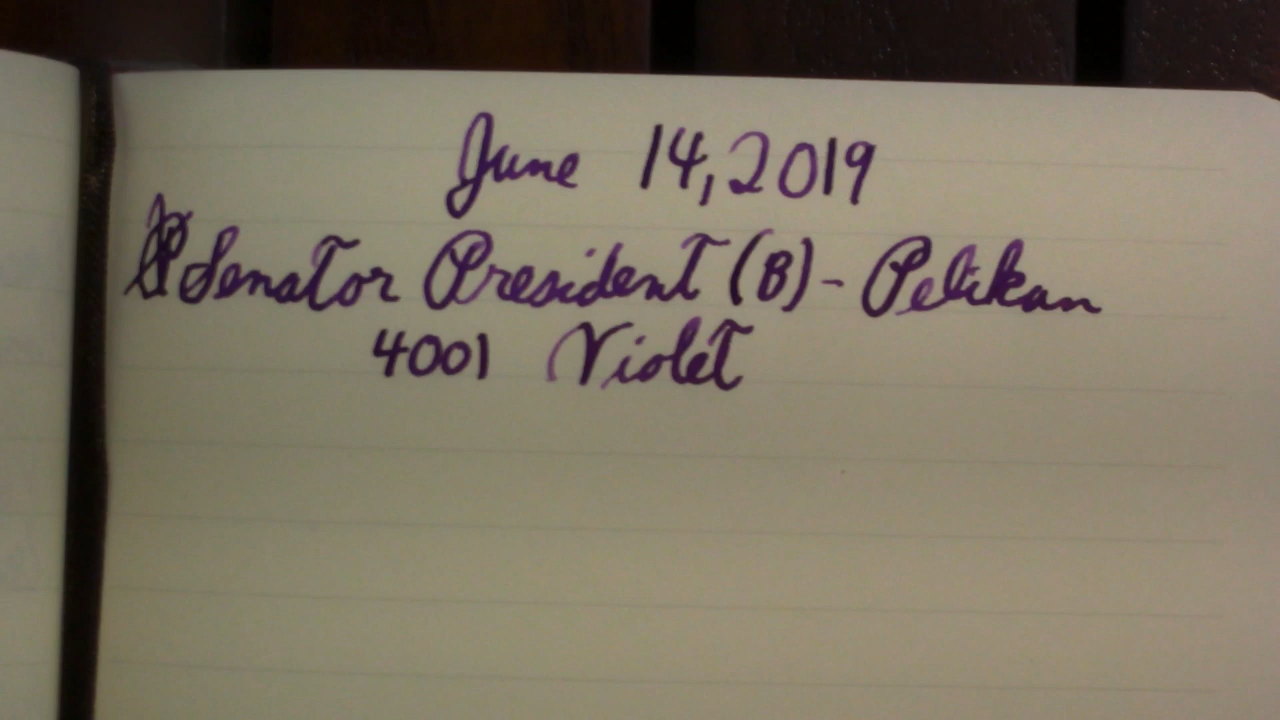 June 14, 2019
Senator President (B) - Pelikan
4001 Violet